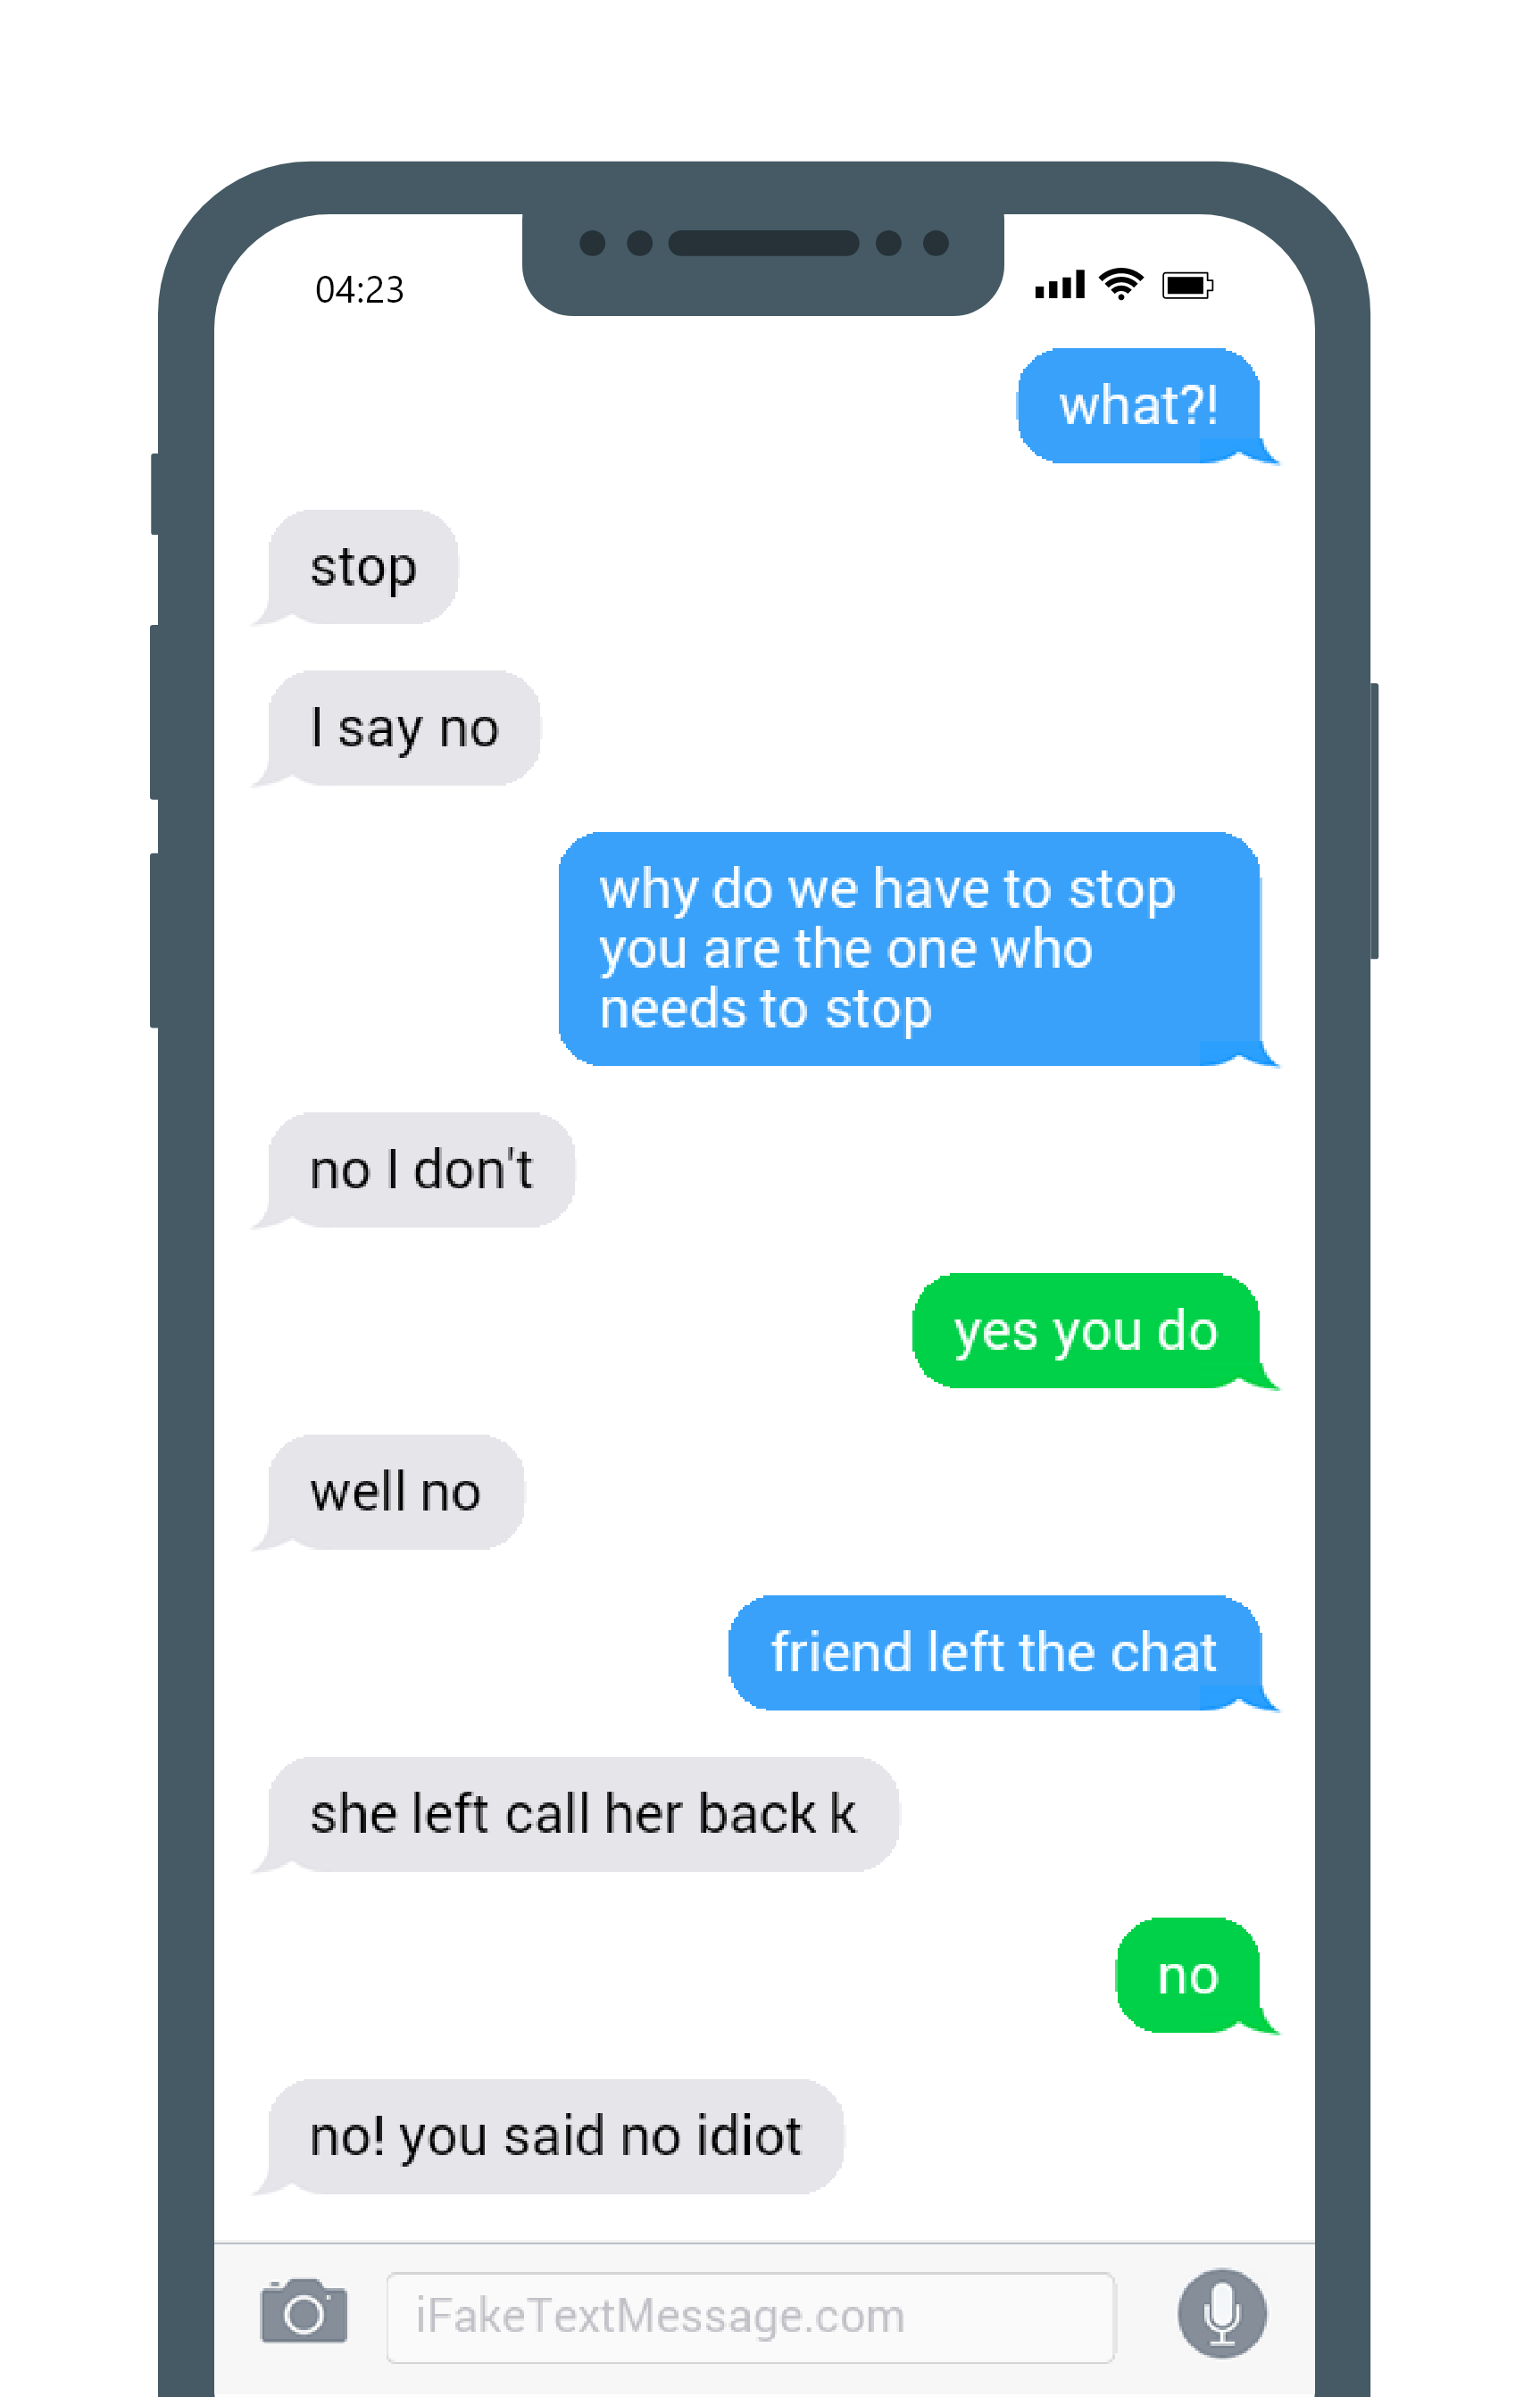 04:23
what?!
stop
I say no
why do we have to stop
you are the one who
needs to stop
no I don't
yes you do
well no
friend left the chat
she left call her back k
no
no! you said no idiot
iFakeTextMessage.com